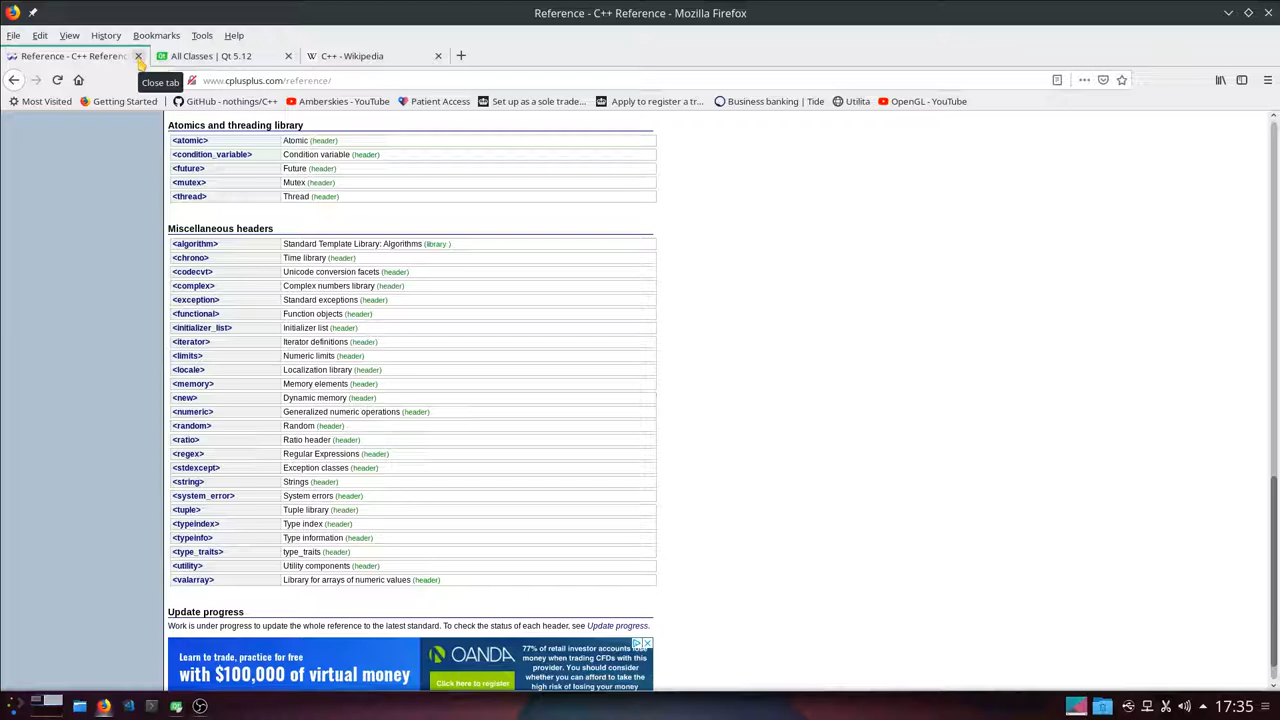 Reference - C++ Reference - Mozilla Firefox
File Edit View History Bookmarks Tools Help
Reference - C++ Referenc All Classes | Qt 5.12 C++ - Wikipedia
Close tab
www.cplusplus.com/reference/
Most Visited Getting Started GitHub - nothings/C++ Amberskies - YouTube Patient Access Set up as a sole trade... Apply to register a tr... Business banking | Tide Utilita OpenGL - YouTube
Atomics and threading library
<atomic> Atomic (header)
<condition_variable> Condition variable (header)
<future> Future (header)
<mutex> Mutex (header)
<thread> Thread (header)
Miscellaneous headers
<algorithm> Standard Template Library: Algorithms (library )
<chrono> Time library (header)
<codecvt> Unicode conversion facets (header)
<complex> Complex numbers library (header)
<exception> Standard exceptions (header)
<functional> Function objects (header)
<initializer_list> Initializer list (header)
<iterator> Iterator definitions (header)
<limits> Numeric limits (header)
<locale> Localization library (header)
<memory> Memory elements (header)
<new> Dynamic memory (header)
<numeric> Generalized numeric operations (header)
<random> Random (header)
<ratio> Ratio header (header)
<regex> Regular Expressions (header)
<stdexcept> Exception classes (header)
<string> Strings (header)
<system_error> System errors (header)
<tuple> Tuple library (header)
<typeindex> Type index (header)
<typeinfo> Type information (header)
<type_traits> type_traits (header)
<utility> Utility components (header)
<valarray> Library for arrays of numeric values (header)
Update progress
Work is under progress to update the whole reference to the latest standard. To check the status of each header, see Update progress.
Learn to trade, practice for free
with $100,000 of virtual money
OANDA
Click here to register
77% of retail investor accounts lose
money when trading CFDs with this
provider. You should consider
whether you can afford to take the
high risk of losing your money
17:35